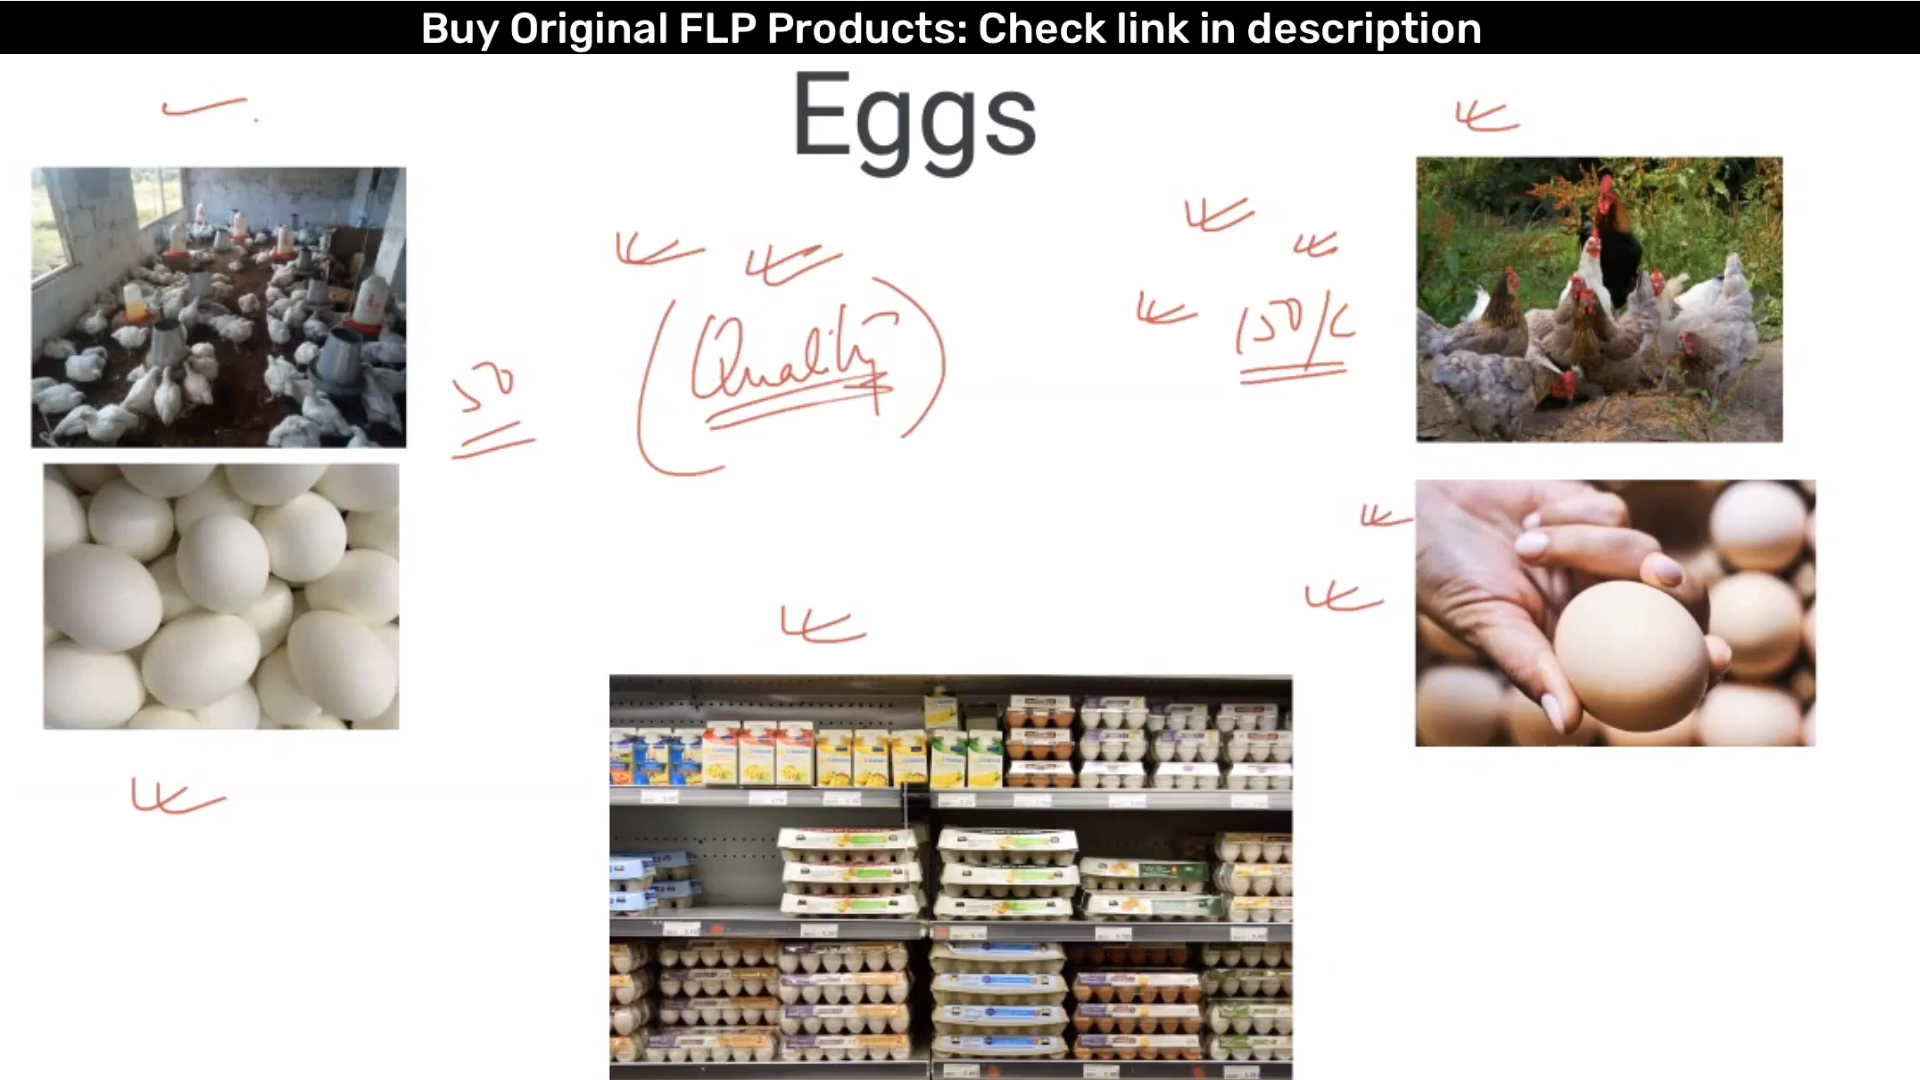 Buy Original FLP Products: Check link in description
Eggs
50
(Quality)
150/c